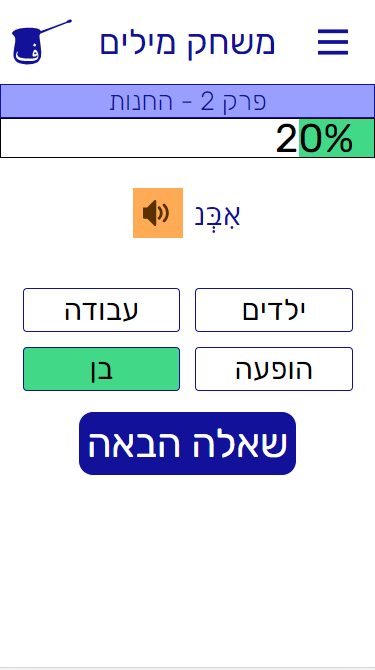 משחק מילים
פרק 2 - החנות
20%
אִבְּנ
ילדים
עבודה
הופעה
בן
שאלה הבאה